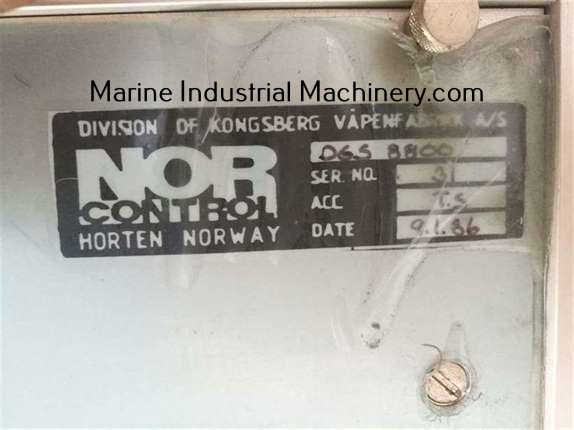 Marine Industrial Machinery.com
DIVISION OF KONGSBERG VÅPENFABRIKK A/S
NOR CONTROL
HORTEN NORWAY
DGS 8800
SER. NO. 31
ACC. T.S
DATE 9.1.86